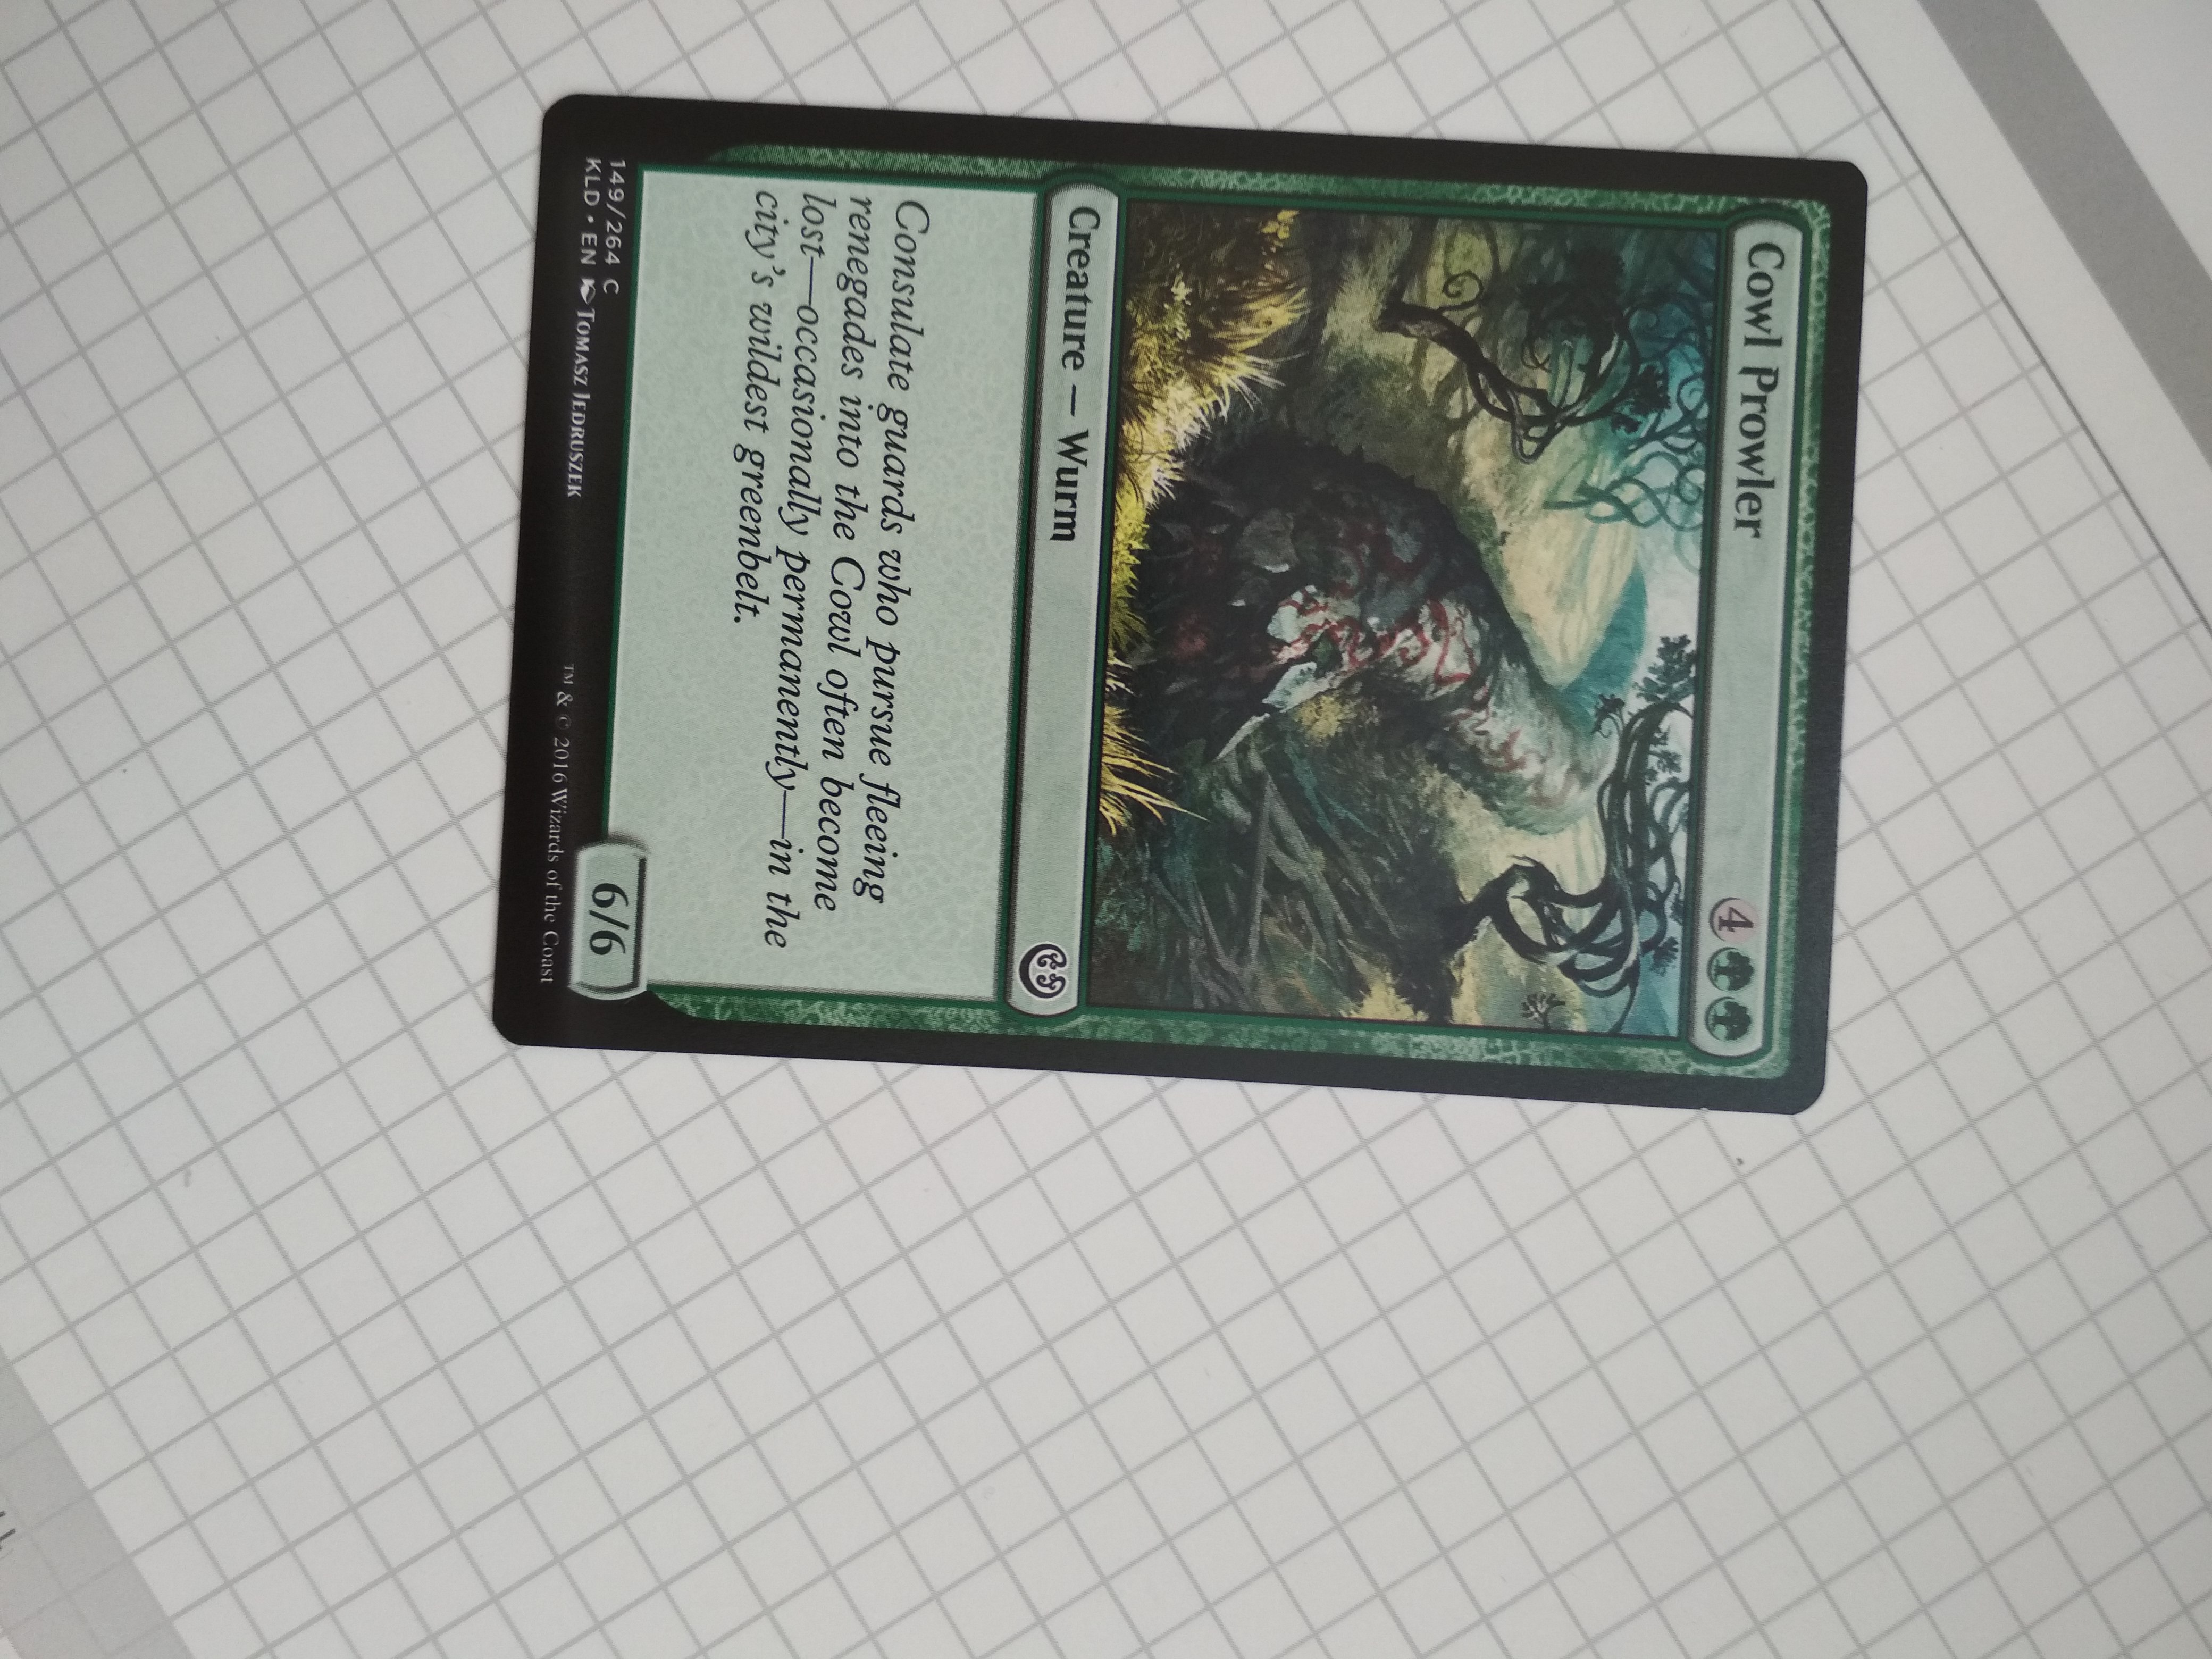 Cowl Prowler 4
Creature — Wurm
Consulate guards who pursue fleeing
renegades into the Cowl often become
lost—occasionally permanently—in the
city's wildest greenbelt.
6/6
149/264 C
KLD • EN TOMASZ JEDRUSZEK
™ & © 2016 Wizards of the Coast